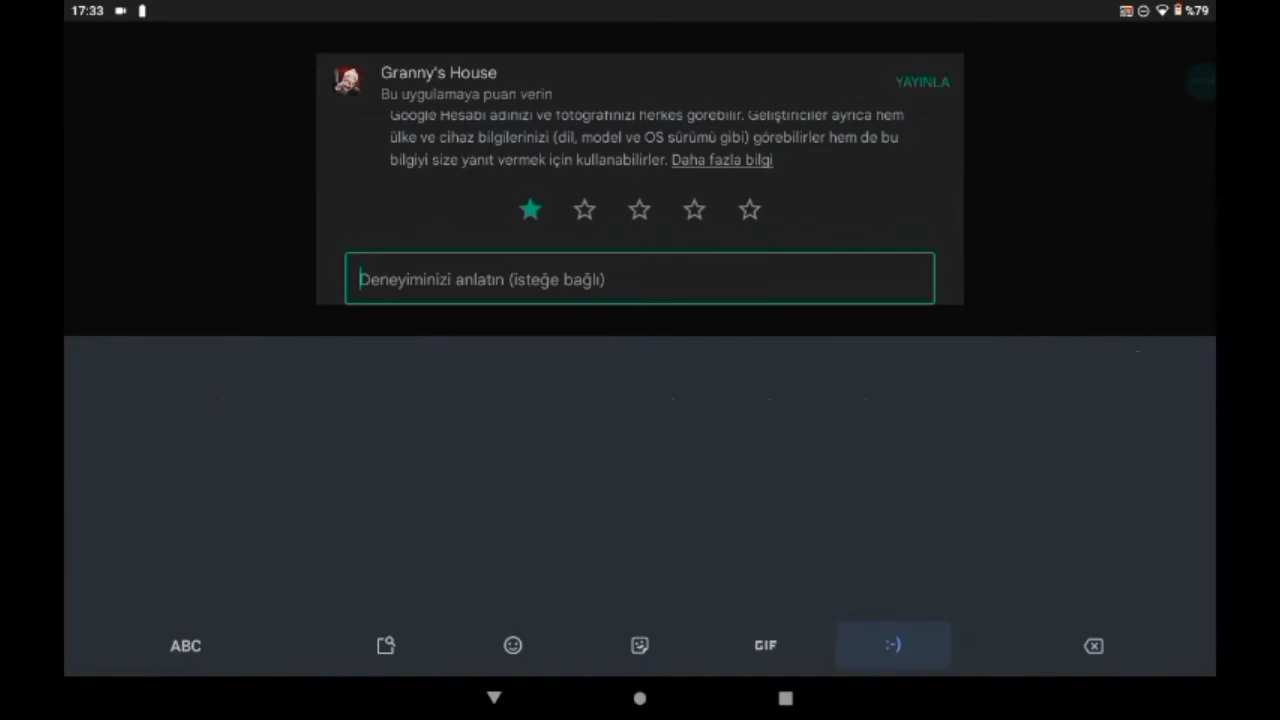 17:33
%79
Granny's House
YAYINLA
Bu uygulamaya puan verin
Google Hesabı adınızı ve fotoğrafınızı herkes görebilir. Geliştiriciler ayrıca hem
ülke ve cihaz bilgilerinizi (dil, model ve OS sürümü gibi) görebilirler hem de bu
bilgiyi size yanıt vermek için kullanabilirler. Daha fazla bilgi
Deneyiminizi anlatın (isteğe bağlı)
ABC
GIF
:-)